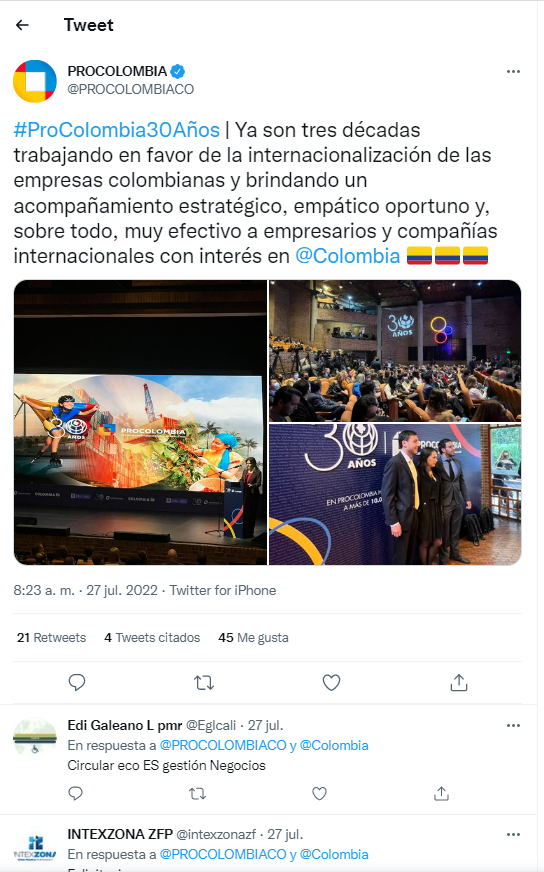 Tweet
PROCOLOMBIA
@PROCOLOMBIACO
#ProColombia30Años | Ya son tres décadas
trabajando en favor de la internacionalización de las
empresas colombianas y brindando un
acompañamiento estratégico, empático oportuno y,
sobre todo, muy efectivo a empresarios y compañías
internacionales con interés en @Colombia
30
AÑOS
PROCOLOMBIA
30
AÑOS
30
AÑOS
PROCOLOMBIA
EN PROCOLOMBIA
A MÁS DE 10.0
8:23 a. m. · 27 jul. 2022 · Twitter for iPhone
21 Retweets 4 Tweets citados 45 Me gusta
Edi Galeano L pmr @Eglcali · 27 jul.
En respuesta a @PROCOLOMBIACO y @Colombia
Circular eco ES gestión Negocios
INTEXZONA
INTEXZONA ZFP @intexzonazf · 27 jul.
En respuesta a @PROCOLOMBIACO y @Colombia